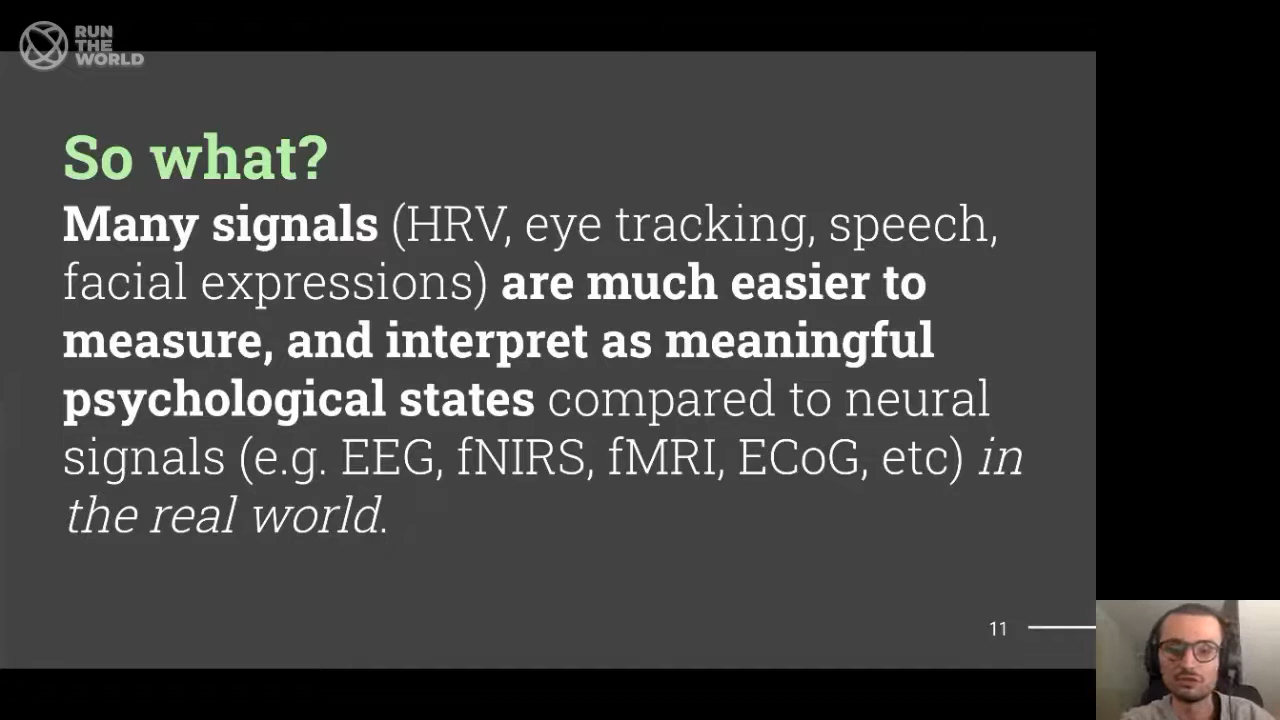 RUN
THE
WORLD
So what?
Many signals (HRV, eye tracking, speech,
facial expressions) are much easier to
measure, and interpret as meaningful
psychological states compared to neural
signals (e.g. EEG, fNIRS, fMRI, ECoG, etc) in
the real world.
11